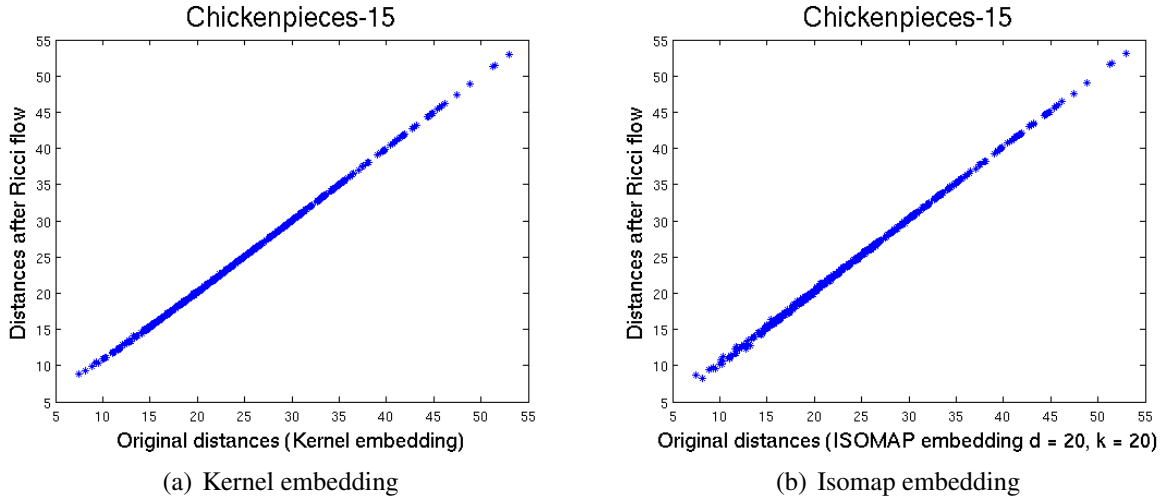 Chickenpieces-15
Distances after Ricci flow
55
50
45
40
35
30
25
20
15
10
5
5 10 15 20 25 30 35 40 45 50 55
Original distances (Kernel embedding)
(a) Kernel embedding
Chickenpieces-15
Distances after Ricci flow
55
50
45
40
35
30
25
20
15
10
5
5 10 15 20 25 30 35 40 45 50 55
Original distances (ISOMAP embedding d = 20, k = 20)
(b) Isomap embedding